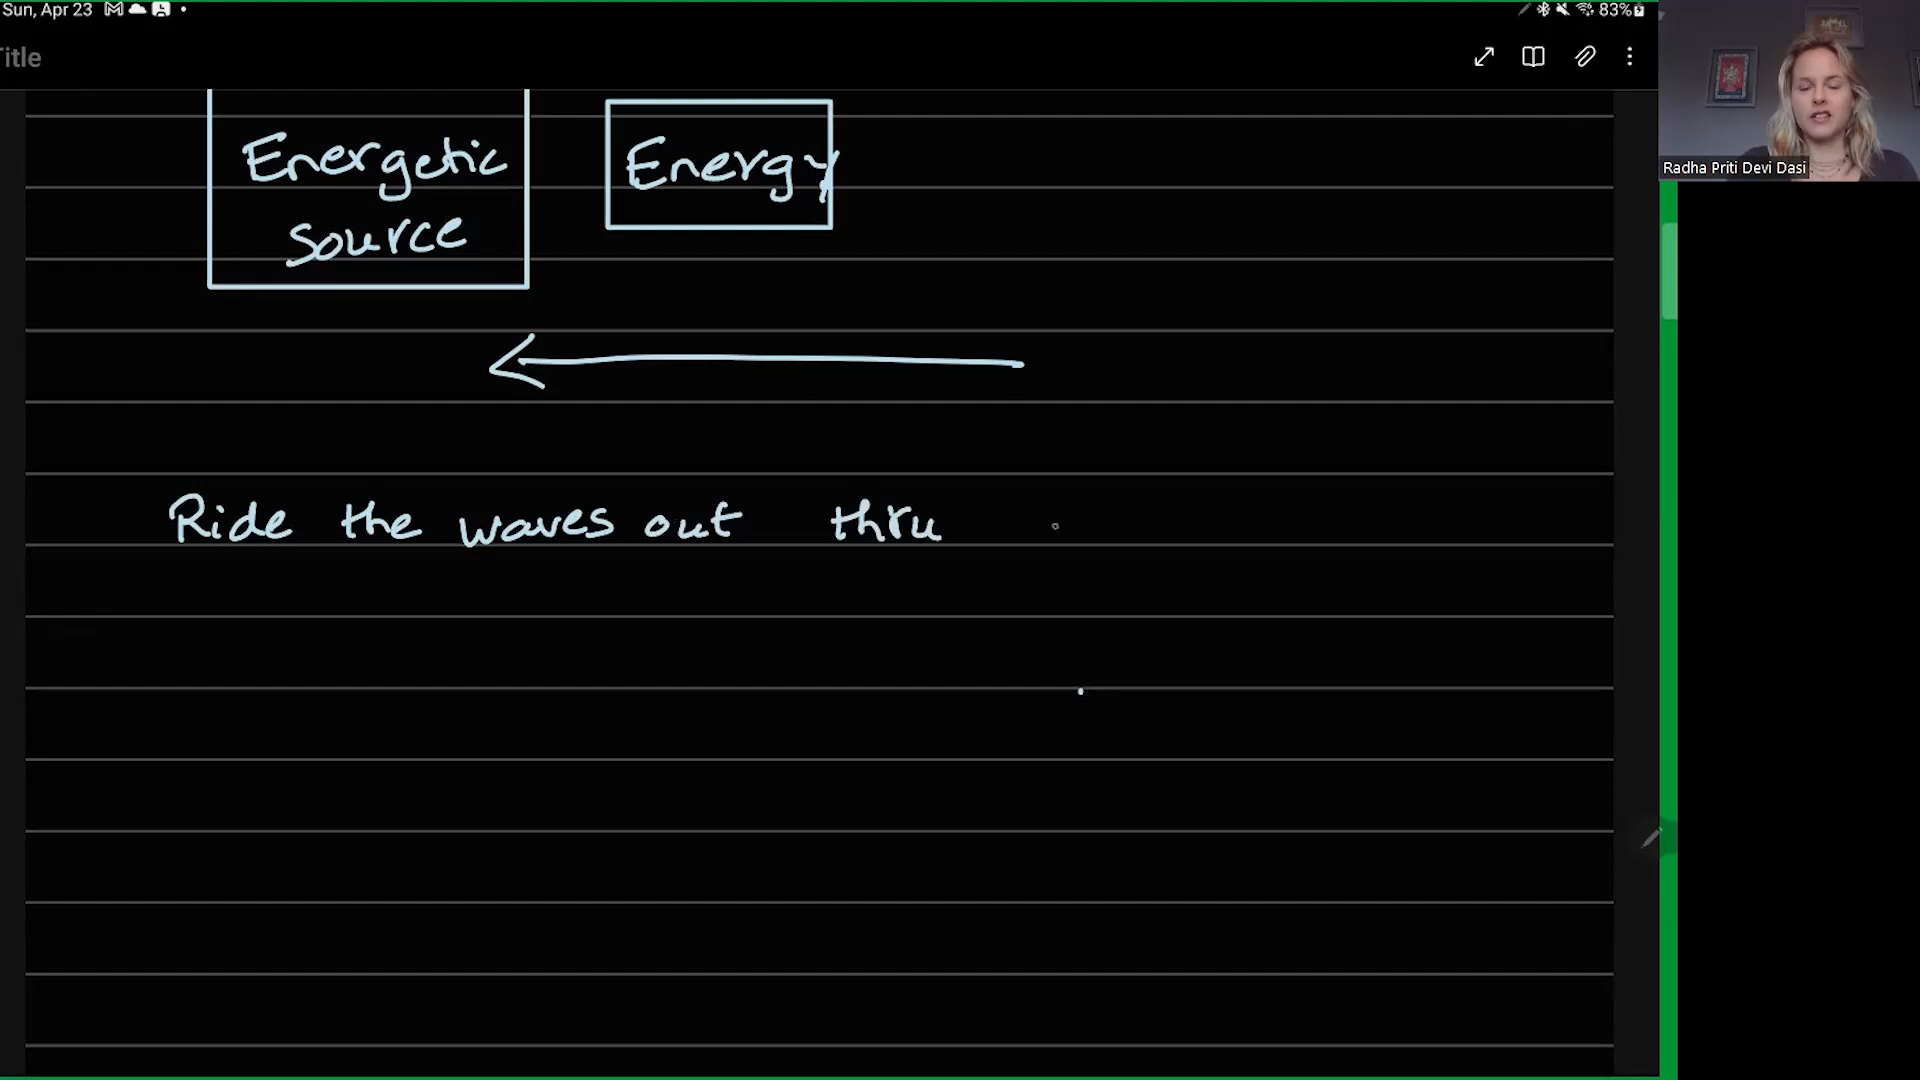 Sun, Apr 23
83%
Title
Energetic
source
Energy
Ride the waves out thru
Radha Priti Devi Dasi